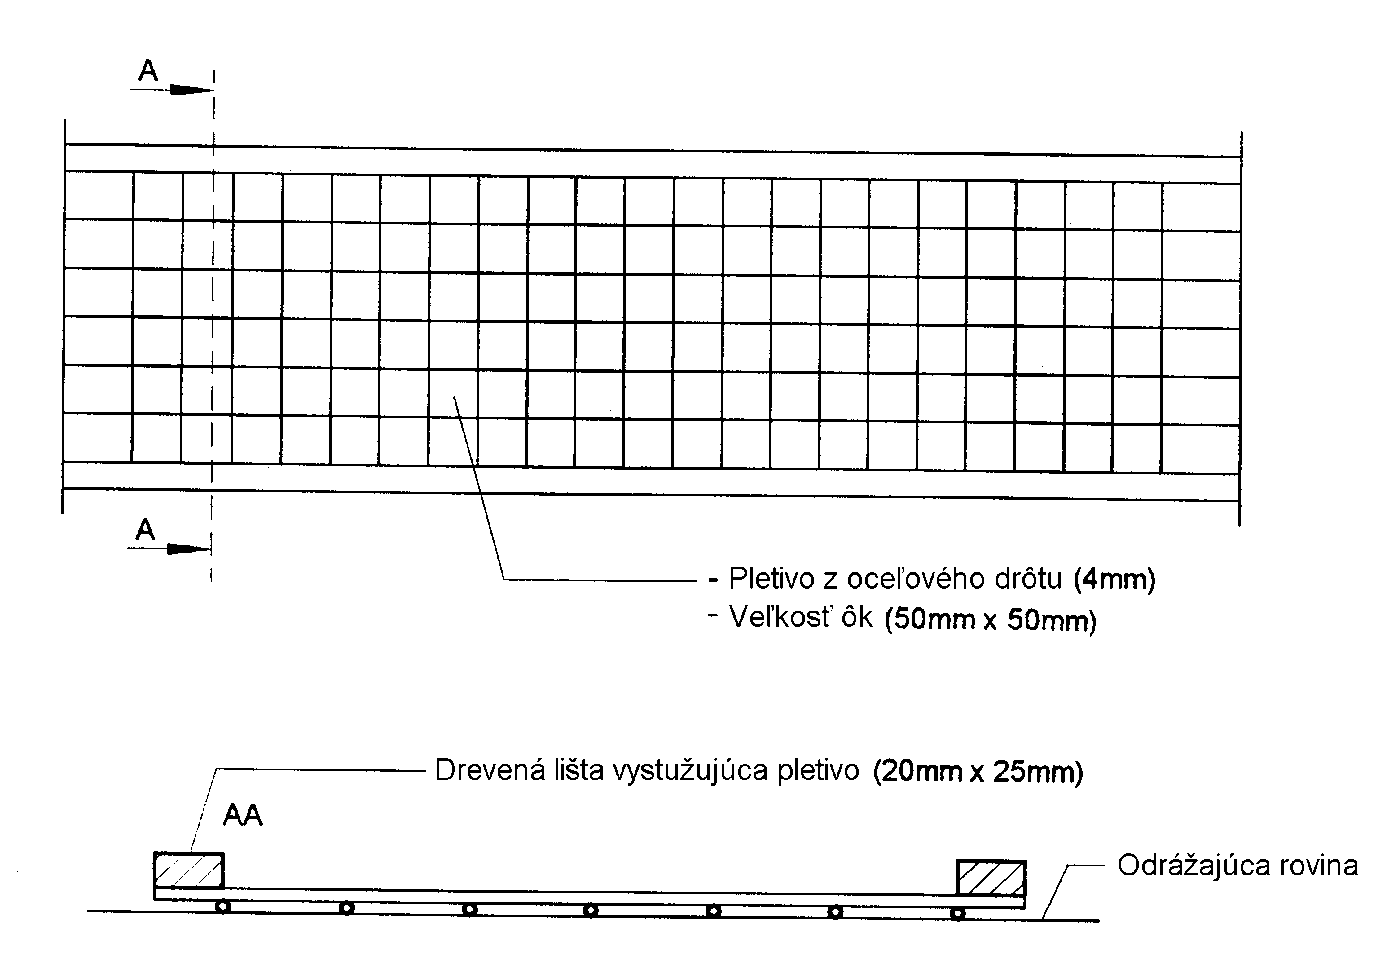 A
A
- Pletivo z oceľového drôtu (4mm)
- Veľkosť ôk (50mm x 50mm)
Drevená lišta vystužujúca pletivo (20mm x 25mm)
AA
Odrážajúca rovina